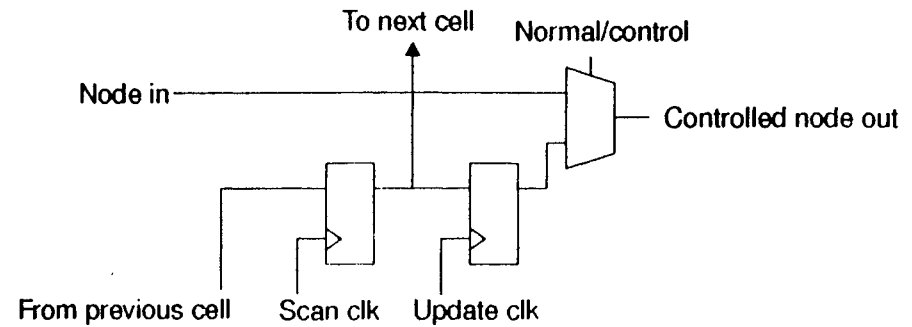 To next cell
Normal/control
Node in
Controlled node out
From previous cell
Scan clk
Update clk